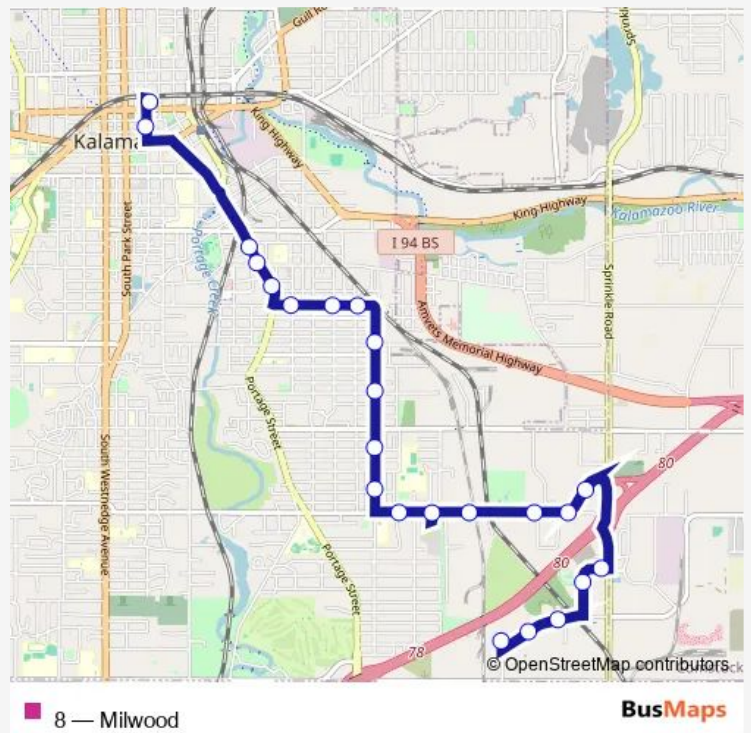 Gull R
King Highway
Kalama
South Park Street
Portage Creek
King Highway
Kalamazoo River
I 94 BS
Sprinkle Road
Amvets Memorial Highway
Portage Street
South Westnedge Avenue
80
80
Portage Street
78
© OpenStreetMap contributors
8 — Milwood
BusMaps